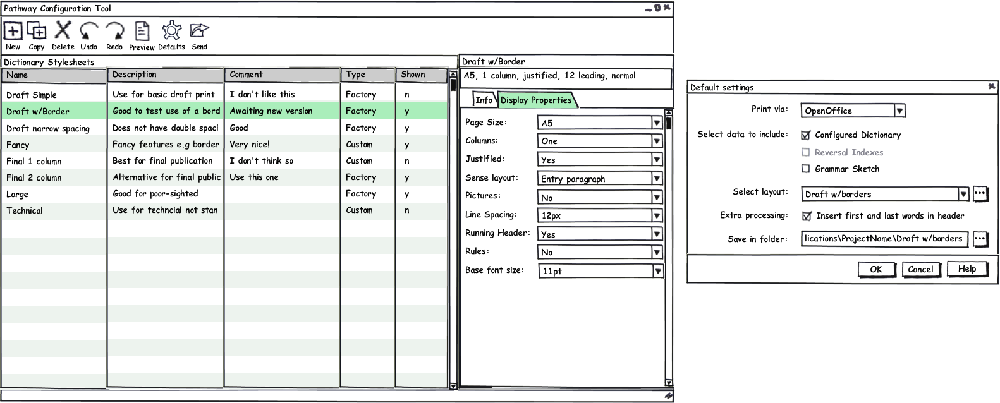 Pathway Configuration Tool
New Copy Delete Undo Redo Preview Defaults Send
Dictionary Stylesheets
Name Description Comment Type Shown
Draft Simple Use for basic draft print I don't like this Factory n
Draft w/Border Good to test use of a bord Awaiting new version Factory y
Draft narrow spacing Does not have double spaci Good Factory y
Fancy Fancy features e.g border Very nice! Custom y
Final 1 column Best for final publication I don't think so Custom n
Final 2 column Alternative for final public Use this one Factory y
Large Good for poor-sighted Factory y
Technical Use for techncial not stan Custom n
Draft w/Border
A5, 1 column, justified, 12 leading, normal
Info Display Properties
Page Size: A5
Columns: One
Justified: Yes
Sense layout: Entry paragraph
Pictures: No
Line Spacing: 12px
Running Header: Yes
Rules: No
Base font size: 11pt
Default settings
Print via: OpenOffice
Select data to include: Configured Dictionary
Reversal Indexes
Grammar Sketch
Select layout: Draft w/borders ...
Extra processing: Insert first and last words in header
Save in folder: lications\ProjectName\Draft w/borders ...
OK Cancel Help